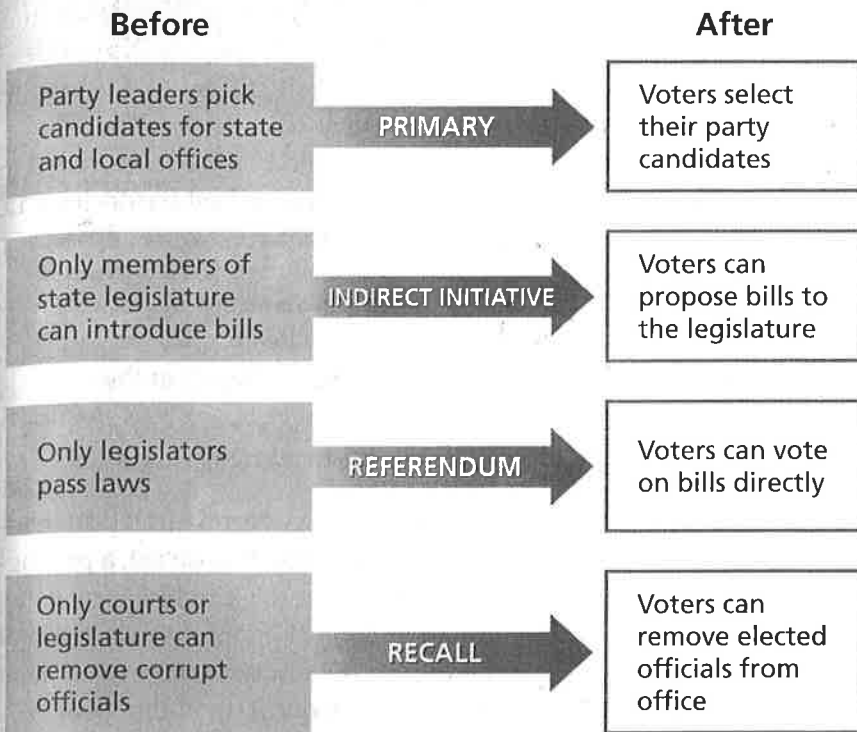 Before
After
Party leaders pick
candidates for state
and local offices
PRIMARY
Voters select
their party
candidates
Only members of
state legislature
can introduce bills
INDIRECT INITIATIVE
Voters can
propose bills to
the legislature
Only legislators
pass laws
REFERENDUM
Voters can vote
on bills directly
Only courts or
legislature can
remove corrupt
officials
RECALL
Voters can
remove elected
officials from
office